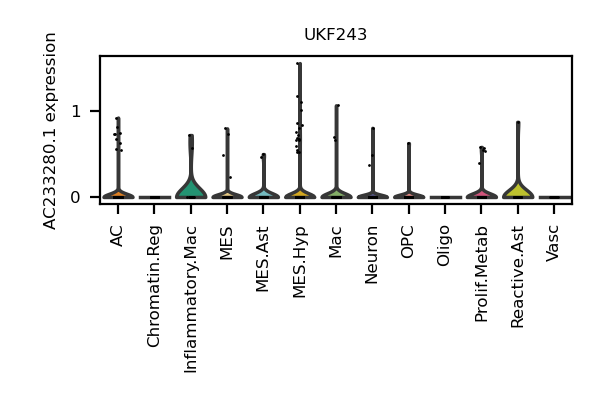 UKF243
AC233280.1 expression
1
0
AC
Chromatin.Reg
Inflammatory.Mac
MES
MES.Ast
MES.Hyp
Mac
Neuron
OPC
Oligo
Prolif.Metab
Reactive.Ast
Vasc